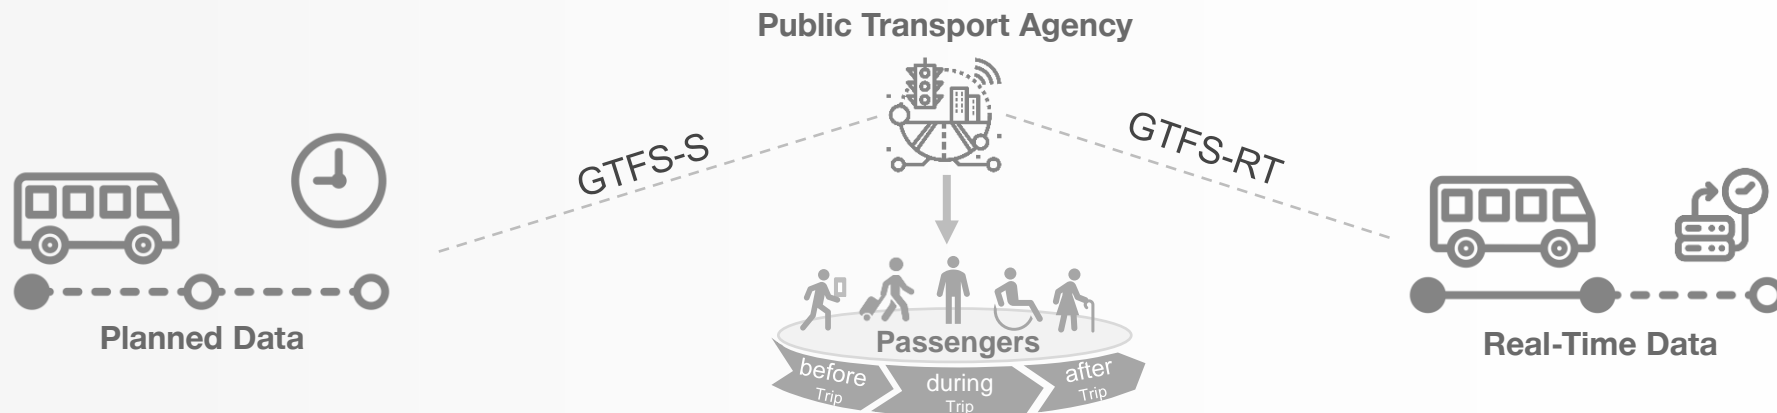 Public Transport Agency
GTFS-S
GTFS-RT
Planned Data
Passengers
Real-Time Data
before
Trip
during
Trip
after
Trip